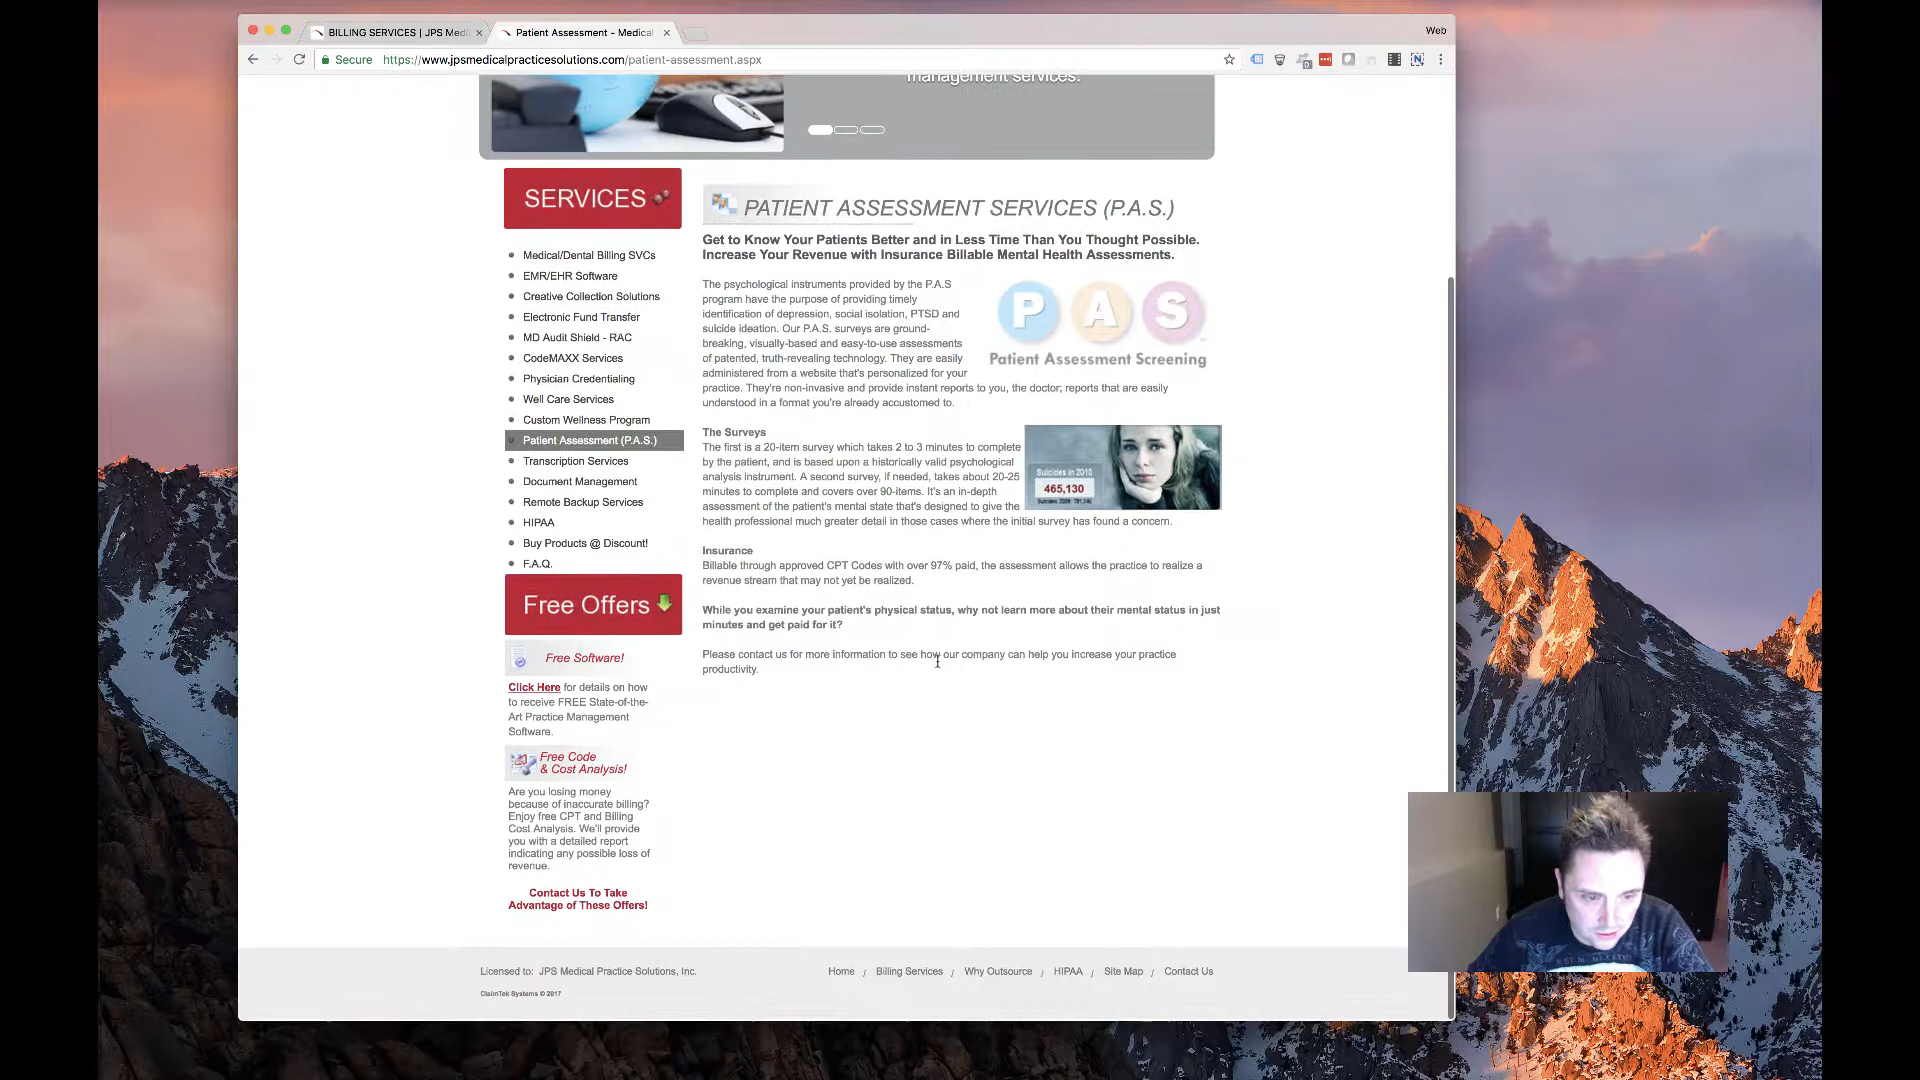 BILLING SERVICES | JPS Med
Patient Assessment - Medical
Web
Secure https://www.jpsmedicalpracticesolutions.com/patient-assessment.aspx
management services.
SERVICES
Medical/Dental Billing SVCs
EMR/EHR Software
Creative Collection Solutions
Electronic Fund Transfer
MD Audit Shield - RAC
CodeMAXX Services
Physician Credentialing
Well Care Services
Custom Wellness Program
Patient Assessment (P.A.S.)
Transcription Services
Document Management
Remote Backup Services
HIPAA
Buy Products @ Discount!
F.A.Q.
Free Offers
Free Software!
Click Here for details on how
to receive FREE State-of-the-
Art Practice Management
Software.
Free Code
& Cost Analysis!
Are you losing money
because of inaccurate billing?
Enjoy free CPT and Billing
Cost Analysis. We'll provide
you with a detailed report
indicating any possible loss of
revenue.
Contact Us To Take
Advantage of These Offers!
PATIENT ASSESSMENT SERVICES (P.A.S.)
Get to Know Your Patients Better and in Less Time Than You Thought Possible.
Increase Your Revenue with Insurance Billable Mental Health Assessments.
The psychological instruments provided by the P.A.S
program have the purpose of providing timely
identification of depression, social isolation, PTSD and
suicide ideation. Our P.A.S. surveys are ground-
breaking, visually-based and easy-to-use assessments
of patented, truth-revealing technology. They are easily
administered from a website that's personalized for your
practice. They're non-invasive and provide instant reports to you, the doctor; reports that are easily
understood in a format you're already accustomed to.
P A S
Patient Assessment Screening
The Surveys
The first is a 20-item survey which takes 2 to 3 minutes to complete
by the patient, and is based upon a historically valid psychological
analysis instrument. A second survey, if needed, takes about 20-25
minutes to complete and covers over 90-items. It's an in-depth
assessment of the patient's mental state that's designed to give the
health professional much greater detail in those cases where the initial survey has found a concern.
Suicides in 2010
465,130
Insurance
Billable through approved CPT Codes with over 97% paid, the assessment allows the practice to realize a
revenue stream that may not yet be realized.
While you examine your patient's physical status, why not learn more about their mental status in just
minutes and get paid for it?
Please contact us for more information to see how our company can help you increase your practice
productivity.
Licensed to: JPS Medical Practice Solutions, Inc.
ClaimTek Systems © 2017
Home / Billing Services / Why Outsource / HIPAA / Site Map / Contact Us